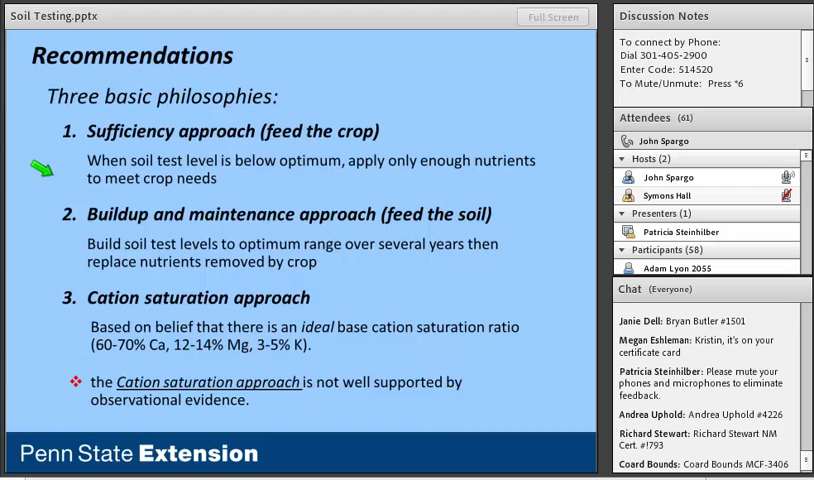 Soil Testing.pptx
Full Screen
Recommendations
Three basic philosophies:
1. Sufficiency approach (feed the crop)
When soil test level is below optimum, apply only enough nutrients
to meet crop needs
2. Buildup and maintenance approach (feed the soil)
Build soil test levels to optimum range over several years then
replace nutrients removed by crop
3. Cation saturation approach
Based on belief that there is an ideal base cation saturation ratio
(60-70% Ca, 12-14% Mg, 3-5% K).
the Cation saturation approach is not well supported by
observational evidence.
Penn State Extension
Discussion Notes
To connect by Phone:
Dial 301-405-2900
Enter Code: 514520
To Mute/Unmute: Press *6
Attendees (61)
John Spargo
Hosts (2)
John Spargo
Symons Hall
Presenters (1)
Patricia Steinhilber
Participants (58)
Adam Lyon 2055
Chat (Everyone)
Janie Dell: Bryan Butler #1501
Megan Eshleman: Kristin, it's on your
certificate card
Patricia Steinhilber: Please mute your
phones and microphones to eliminate
feedback.
Andrea Uphold: Andrea Uphold #4226
Richard Stewart: Richard Stewart NM
Cert. #!793
Coard Bounds: Coard Bounds MCF-3406